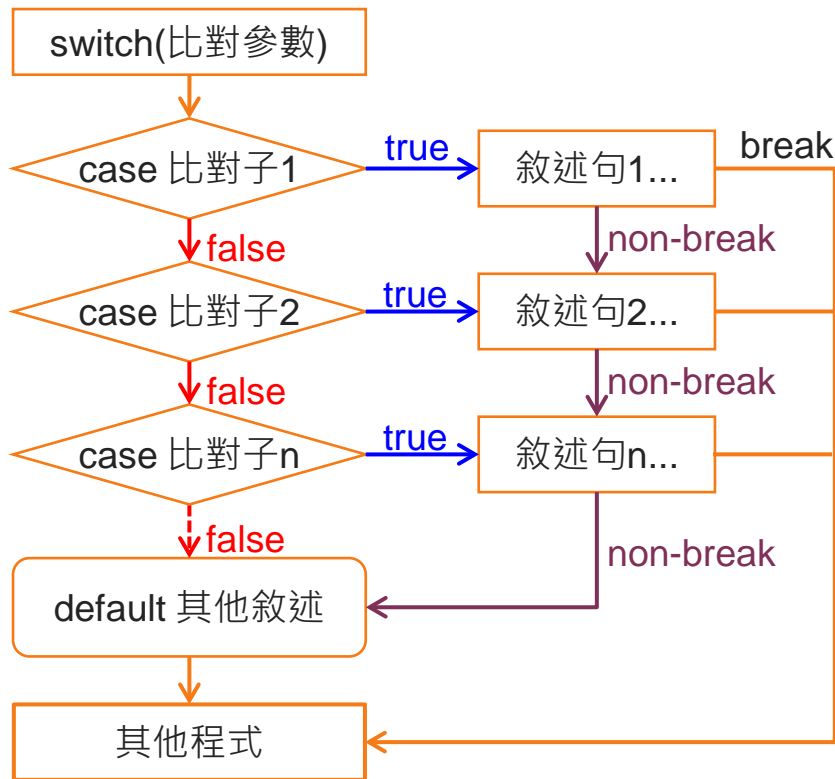 switch(比對參數)
case 比對子1
true
敘述句1...
break
false
non-break
case 比對子2
true
敘述句2...
false
non-break
case 比對子n
true
敘述句n...
false
non-break
default 其他敘述
其他程式